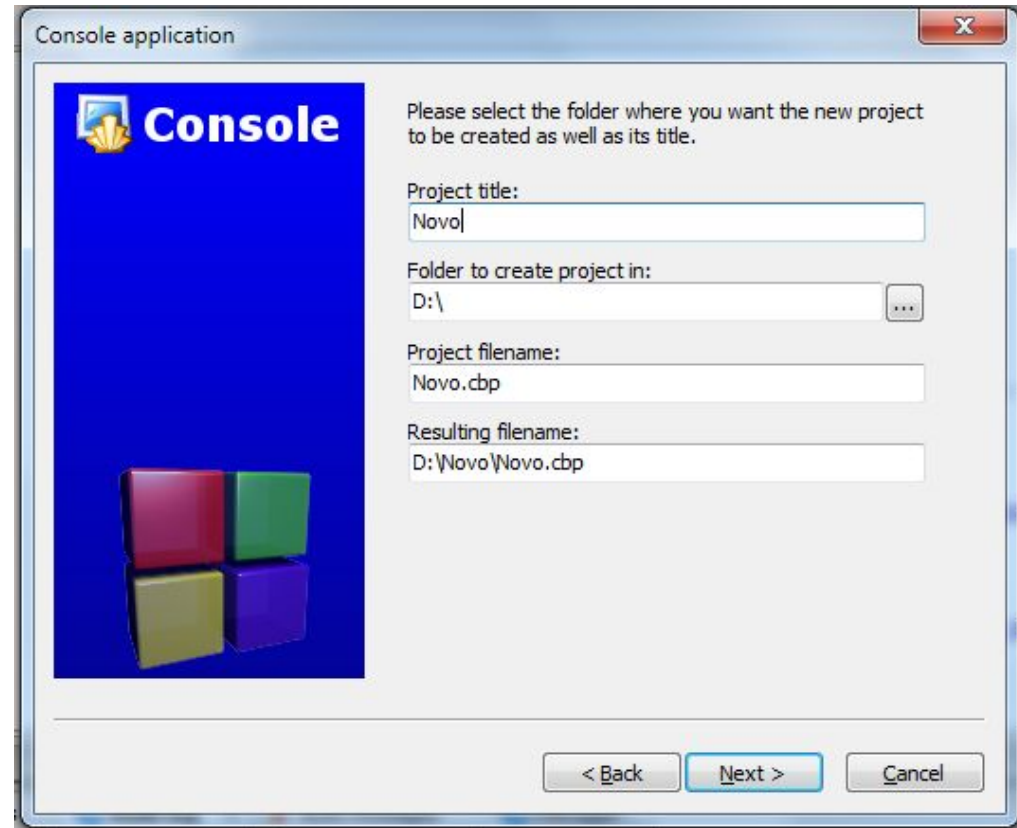 Console application
Console
Please select the folder where you want the new project
to be created as well as its title.
Project title:
Novo
Folder to create project in:
D:\
...
Project filename:
Novo.cbp
Resulting filename:
D:\Novo\Novo.cbp
< Back
Next >
Cancel